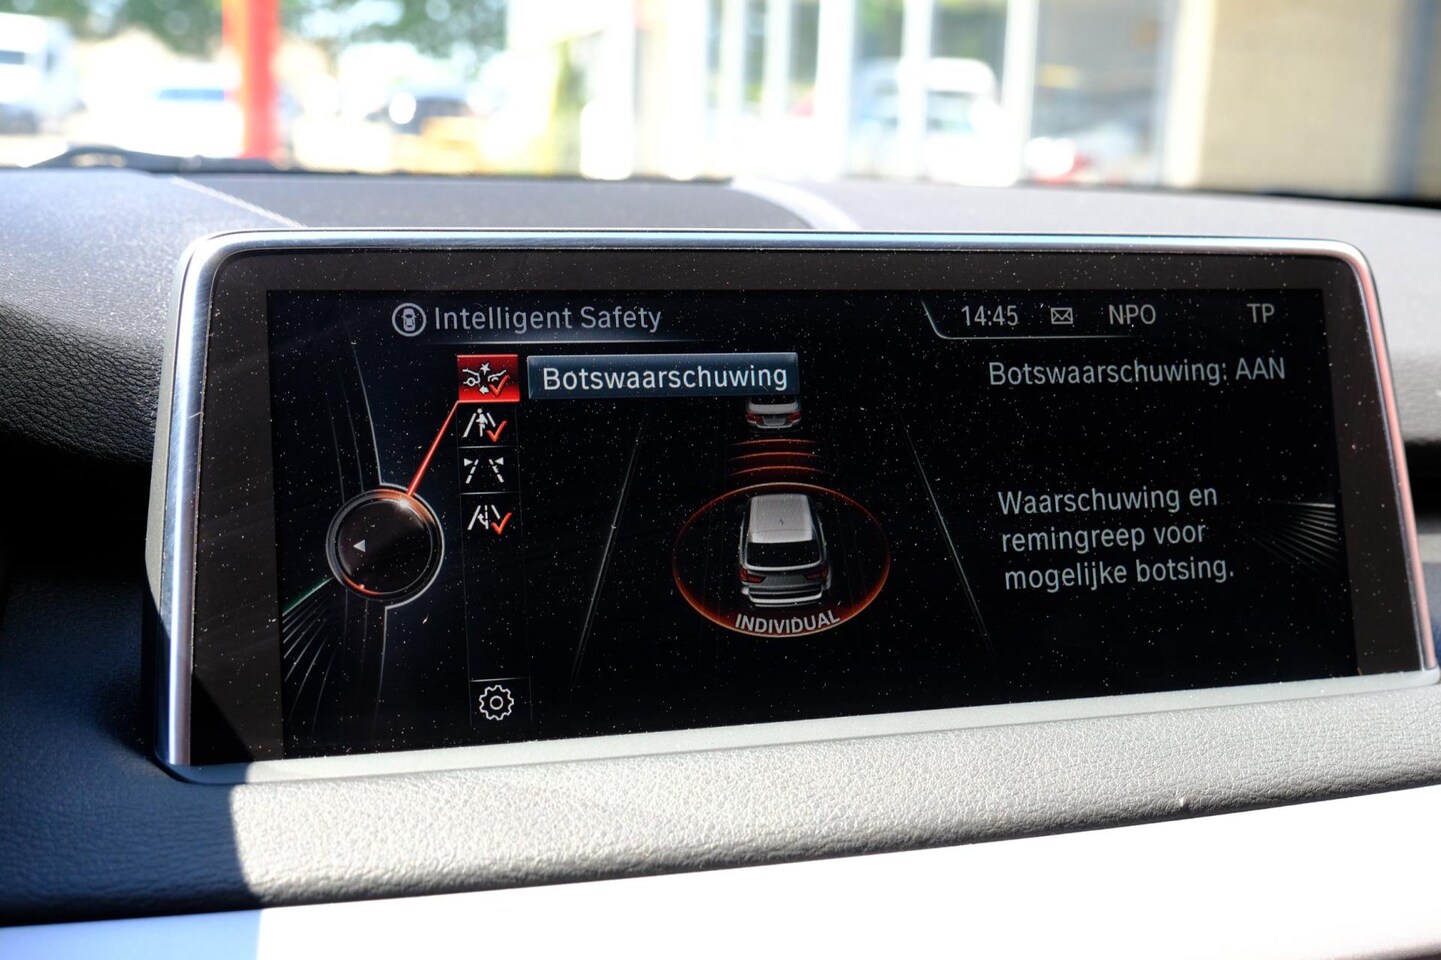 Intelligent Safety
14:45 NPO TP
Botswaarschuwing
Botswaarschuwing: AAN
Waarschuwing en
remingreep voor
mogelijke botsing.
INDIVIDUAL